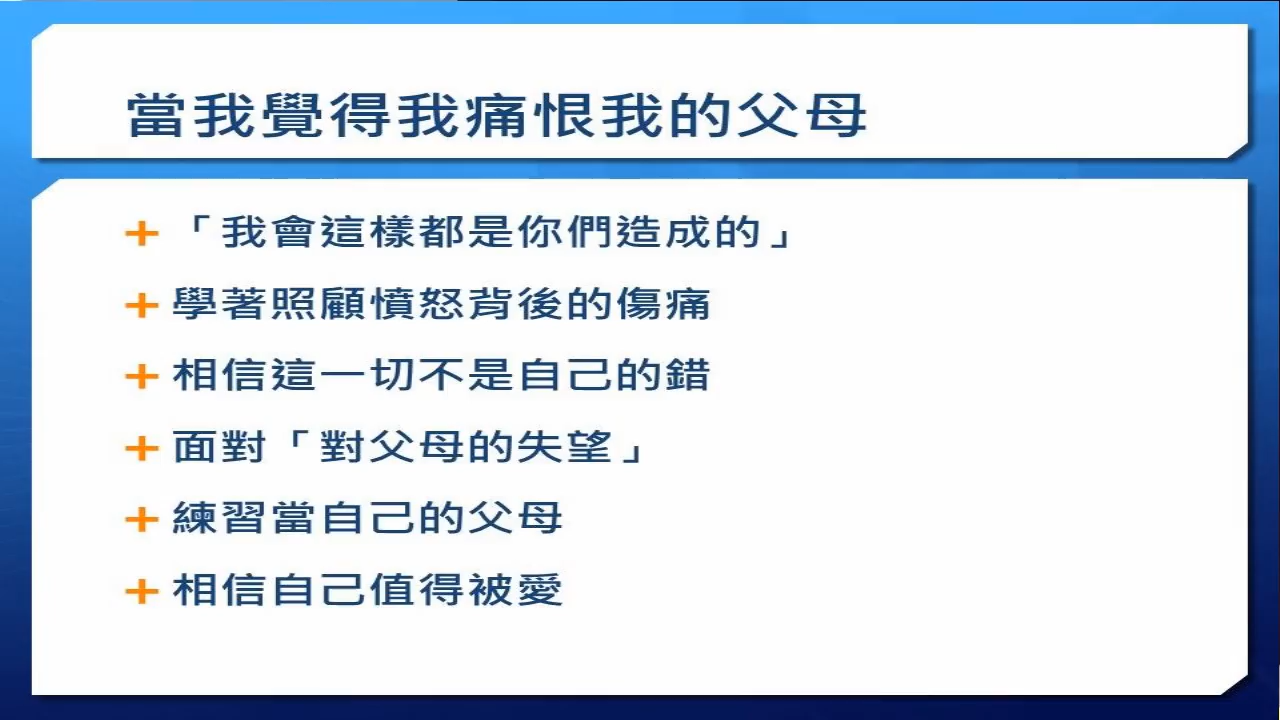 當我覺得我痛恨我的父母
「我會這樣都是你們造成的」
學著照顧憤怒背後的傷痛
相信這一切不是自己的錯
面對「對父母的失望」
練習當自己的父母
相信自己值得被愛